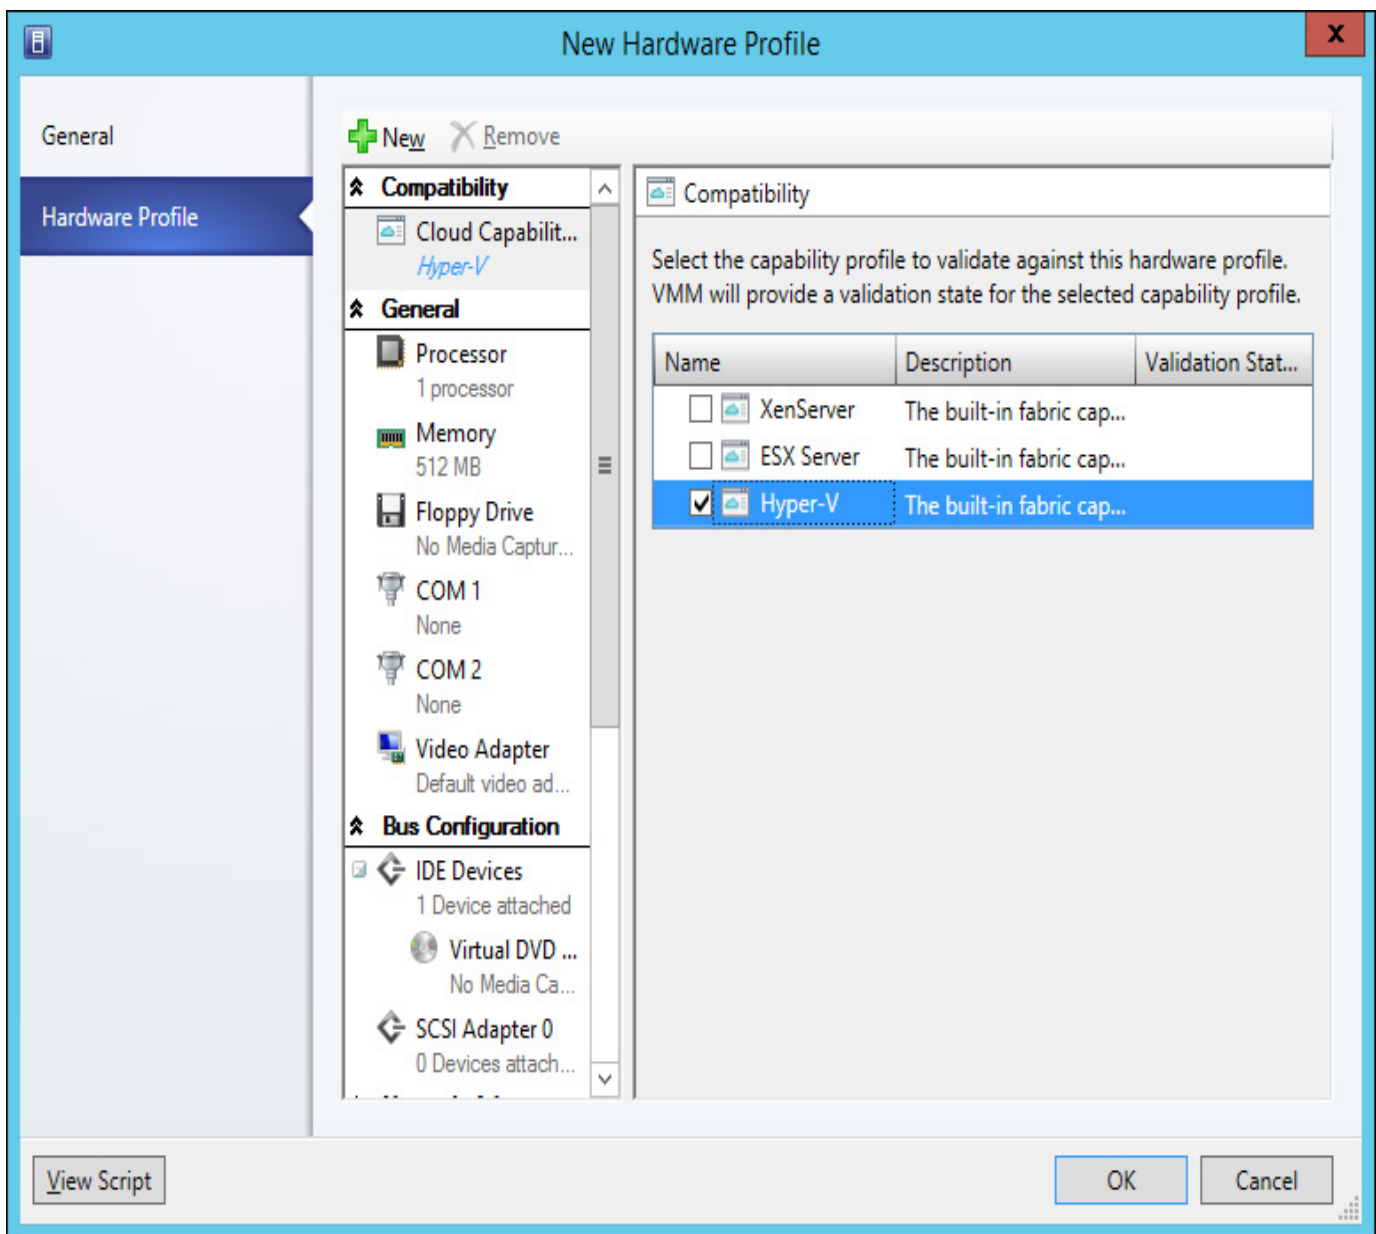 New Hardware Profile
X
General
Hardware Profile
New
Remove
Compatibility
Cloud Capabilit...
Hyper-V
General
Processor
1 processor
Memory
512 MB
Floppy Drive
No Media Captur...
COM 1
None
COM 2
None
Video Adapter
Default video ad...
Bus Configuration
IDE Devices
1 Device attached
Virtual DVD ...
No Media Ca...
SCSI Adapter 0
0 Devices attach...
Compatibility
Select the capability profile to validate against this hardware profile.
VMM will provide a validation state for the selected capability profile.
Name Description Validation Stat...
XenServer The built-in fabric cap...
ESX Server The built-in fabric cap...
Hyper-V The built-in fabric cap...
View Script
OK
Cancel